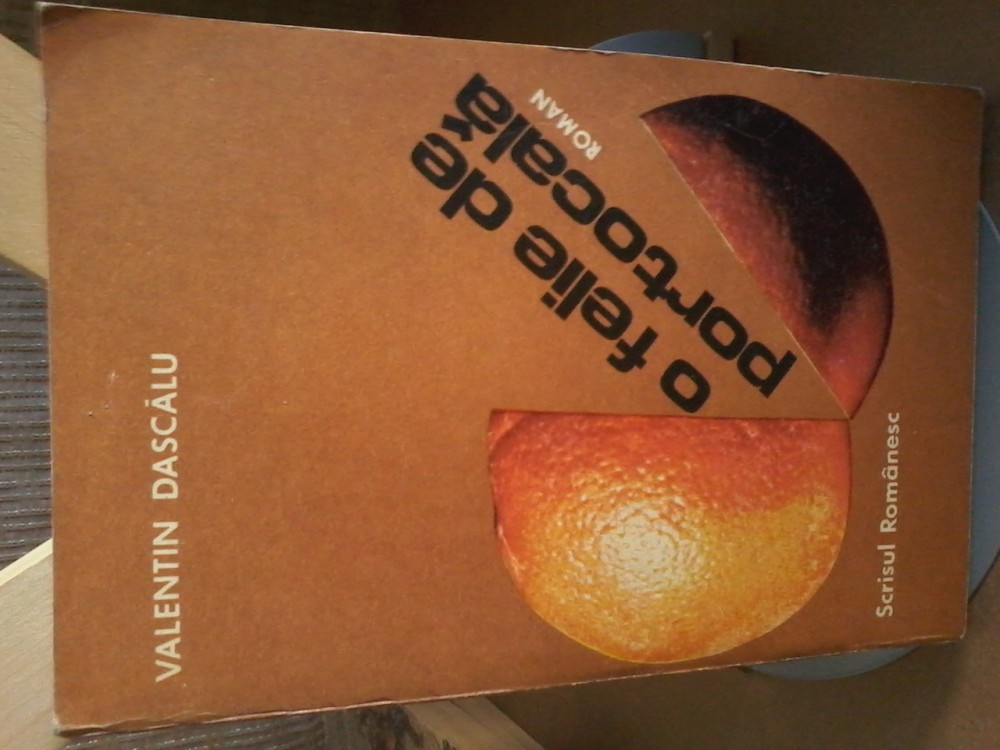 VALENTIN DASCĂLU
o felie de
portocală
ROMAN
Scrisul Românesc